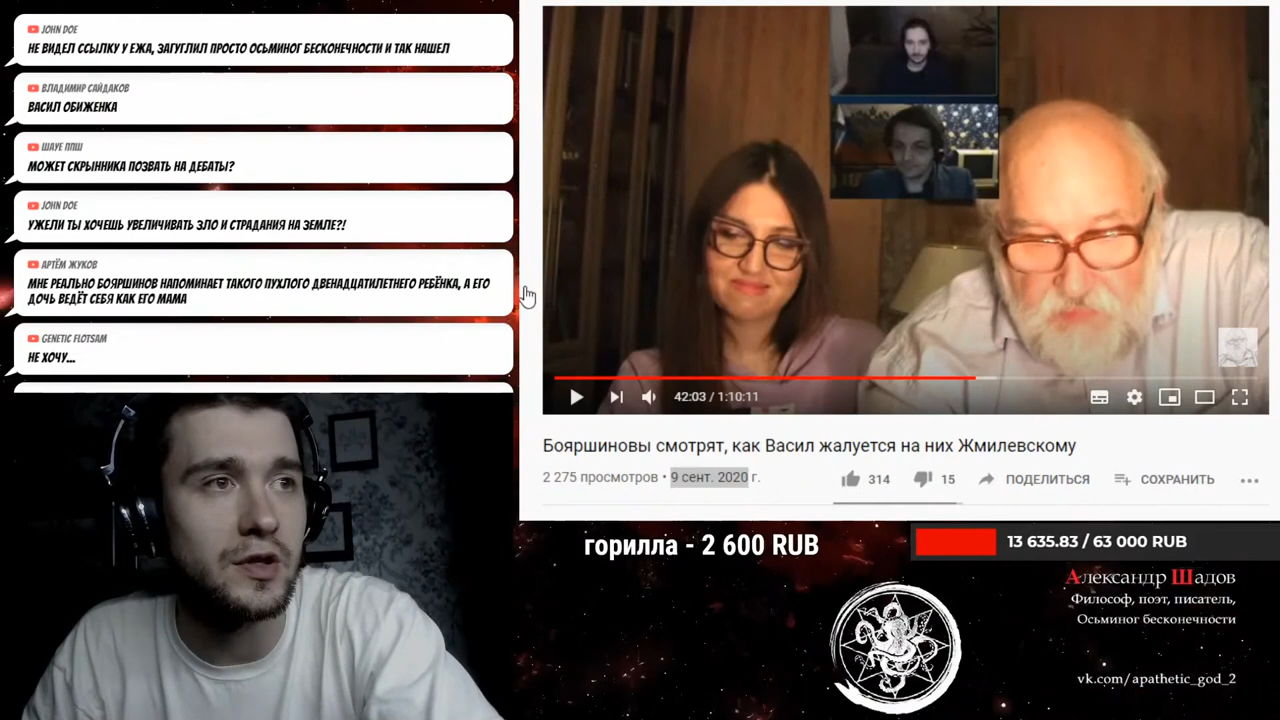 JOHN DOE
НЕ ВИДЕЛ ССЫЛКУ У ЕЖА, ЗАГУГЛИЛ ПРОСТО ОСЬМИНОГ БЕСКОНЕЧНОСТИ И ТАК НАШЕЛ
ВЛАДИМИР САЙДАКОВ
ВАСИЛ ОБИЖЕНКА
ШАУЕ ППШ
МОЖЕТ СКРЫННИКА ПОЗВАТЬ НА ДЕБАТЫ?
JOHN DOE
УЖЕЛИ ТЫ ХОЧЕШЬ УВЕЛИЧИВАТЬ ЗЛО И СТРАДАНИЯ НА ЗЕМЛЕ?!
АРТЁМ ЖУКОВ
МНЕ РЕАЛЬНО БОЯРШИНОВ НАПОМИНАЕТ ТАКОГО ПУХЛОГО ДВЕНАДЦАТИЛЕТНЕГО РЕБЁНКА, А ЕГО
ДОЧЬ ВЕДЁТ СЕБЯ КАК ЕГО МАМА
GENETIC FLOTSAM
НЕ ХОЧУ...
42:03 / 1:10:11
Бояршиновы смотрят, как Васил жалуется на них Жмилевскому
2 275 просмотров • 9 сент. 2020 г.
314
15
ПОДЕЛИТЬСЯ
СОХРАНИТЬ
горилла - 2 600 RUB
13 635.83 / 63 000 RUB
Александр Шадов
Философ, поэт, писатель,
Осьминог бесконечности
vk.com/apathetic_god_2